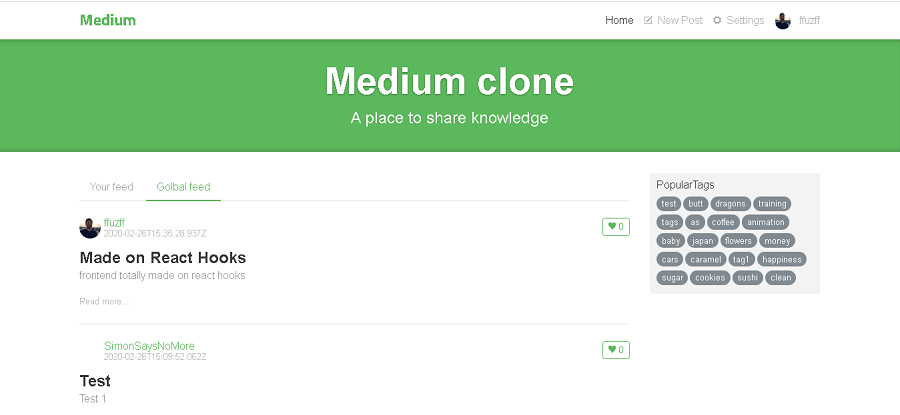 Medium
Home New Post Settings ffuzff
Medium clone
A place to share knowledge
Your feed Golbal feed
ffuzff
2020-02-26T15:35:28.937Z
0
Made on React Hooks
frontend totally made on react hooks
Read more...
SimonSaysNoMore
2020-02-26T15:09:52.062Z
0
Test
Test 1
PopularTags
test butt dragons training
tags as coffee animation
baby japan flowers money
cars caramel tag1 happiness
sugar cookies sushi clean